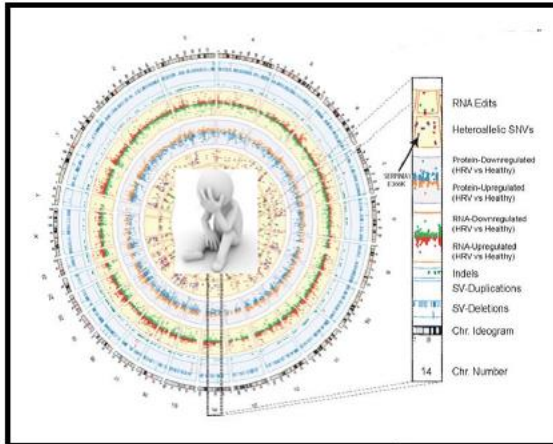 RNA Edits
Heteroallelic SNVs
SERPINA1
E366K
Protein-Downregulated
(HRV vs Healthy)
Protein-Upregulated
(HRV vs Healthy)
RNA-Downregulated
(HRV vs Healthy)
RNA-Upregulated
(HRV vs Healthy)
Indels
SV-Duplications
SV-Deletions
Chr. Ideogram
14
Chr. Number